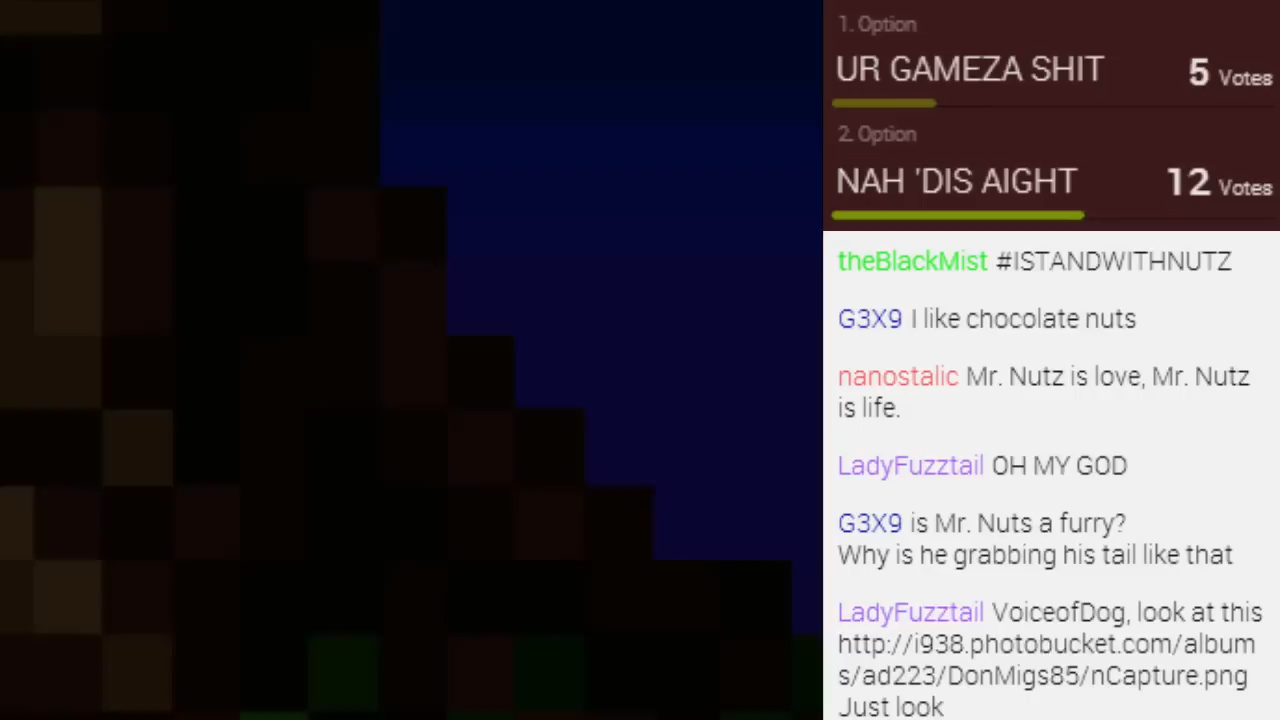 1. Option
UR GAMEZA SHIT 5 Votes
2. Option
NAH 'DIS AIGHT 12 Votes
theBlackMist #ISTANDWITHNUTZ
G3X9 I like chocolate nuts
nanostalic Mr. Nutz is love, Mr. Nutz
is life.
LadyFuzztail OH MY GOD
G3X9 is Mr. Nuts a furry?
Why is he grabbing his tail like that
LadyFuzztail VoiceofDog, look at this
http://i938.photobucket.com/album
s/ad223/DonMigs85/nCapture.png
Just look